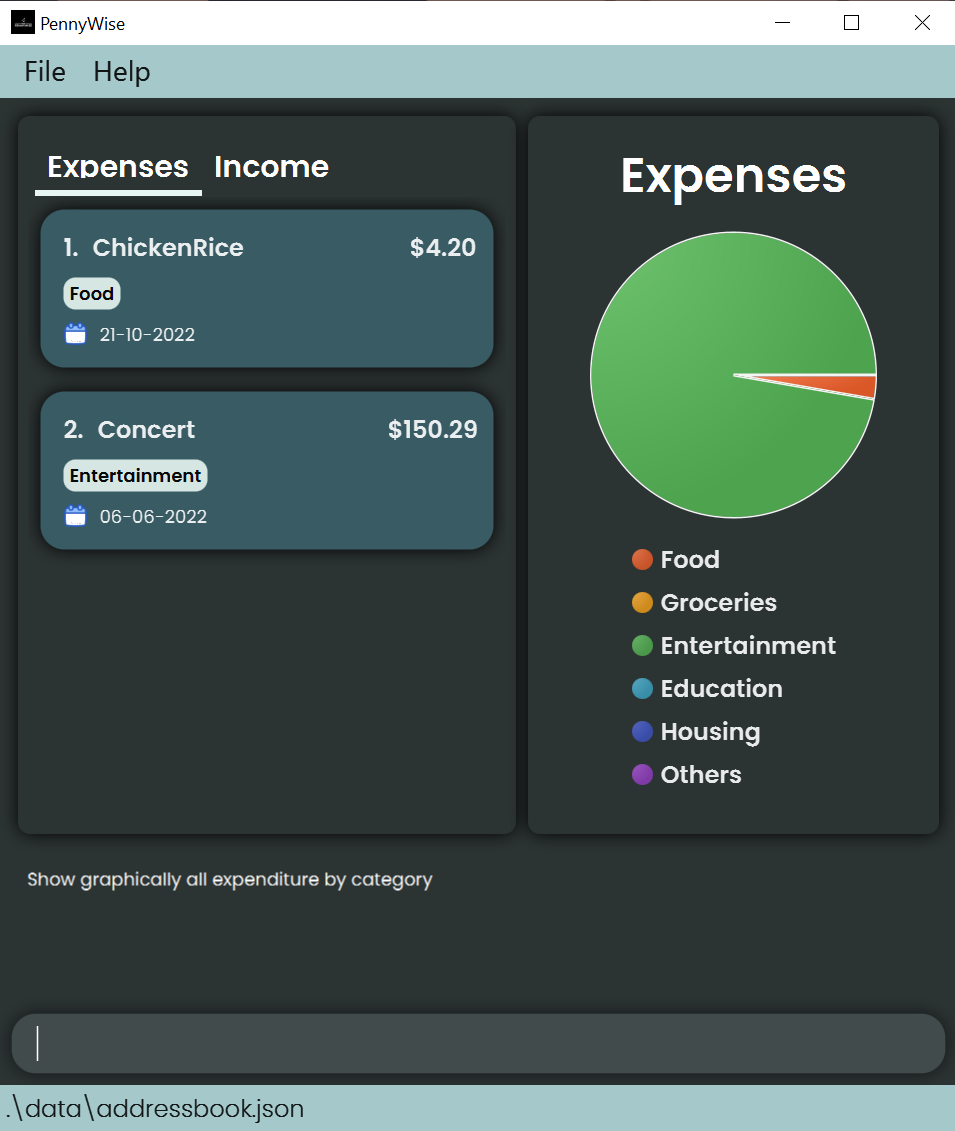 PennyWise
File Help
Expenses Income
1. ChickenRice $4.20
Food
21-10-2022
2. Concert $150.29
Entertainment
06-06-2022
Expenses
Food
Groceries
Entertainment
Education
Housing
Others
Show graphically all expenditure by category
.\data\addressbook.json